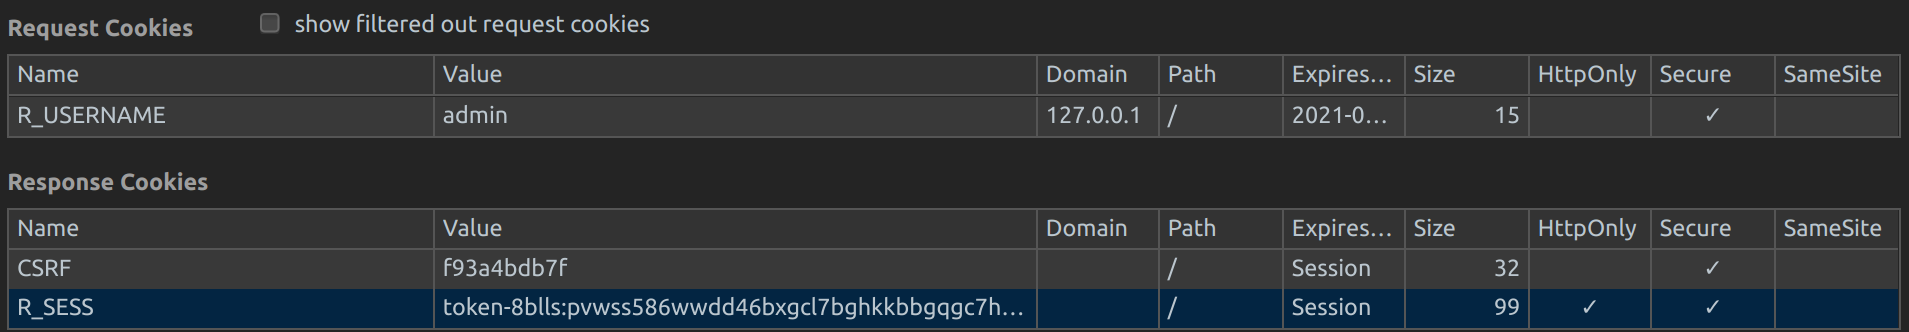 Request Cookies show filtered out request cookies
Name Value Domain Path Expires... Size HttpOnly Secure SameSite
R_USERNAME admin 127.0.0.1 / 2021-0... 15 ✓
Response Cookies
Name Value Domain Path Expires... Size HttpOnly Secure SameSite
CSRF f93a4bdb7f / Session 32 ✓
R_SESS token-8blls:pvwss586wwdd46bxgcl7bghkkbbgqgc7h... / Session 99 ✓ ✓